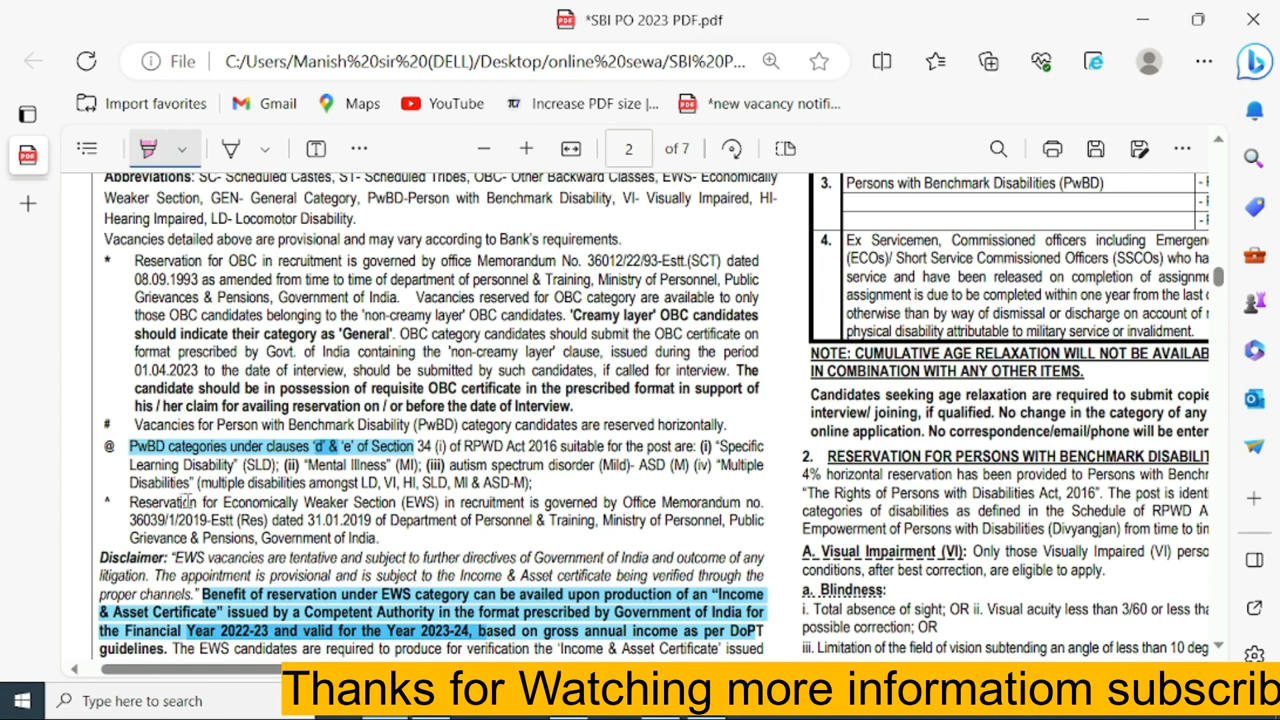 *SBI PO 2023 PDF.pdf
File C:/Users/Manish%20sir%20(DELL)/Desktop/online%20sewa/SBI%20P...
Import favorites Gmail Maps YouTube Increase PDF size |... *new vacancy notifi...
2 of 7
Abbreviations: SC- Scheduled Castes, ST- Scheduled Tribes, OBC- Other Backward Classes, EWS- Economically
Weaker Section, GEN- General Category, PwBD-Person with Benchmark Disability, VI- Visually Impaired, HI-
Hearing Impaired, LD- Locomotor Disability.
Vacancies detailed above are provisional and may vary according to Bank's requirements.
* Reservation for OBC in recruitment is governed by office Memorandum No. 36012/22/93-Estt.(SCT) dated
08.09.1993 as amended from time to time of department of personnel & Training, Ministry of Personnel, Public
Grievances & Pensions, Government of India. Vacancies reserved for OBC category are available to only
those OBC candidates belonging to the 'non-creamy layer' OBC candidates. 'Creamy layer' OBC candidates
should indicate their category as 'General'. OBC category candidates should submit the OBC certificate on
format prescribed by Govt. of India containing the 'non-creamy layer' clause, issued during the period
01.04.2023 to the date of interview, should be submitted by such candidates, if called for interview. The
candidate should be in possession of requisite OBC certificate in the prescribed format in support of
his / her claim for availing reservation on / or before the date of Interview.
# Vacancies for Person with Benchmark Disability (PwBD) category candidates are reserved horizontally.
@ PwBD categories under clauses 'd' & 'e' of Section 34 (i) of RPWD Act 2016 suitable for the post are: (i) "Specific
Learning Disability" (SLD); (ii) "Mental Illness" (MI); (iii) autism spectrum disorder (Mild)- ASD (M) (iv) "Multiple
Disabilities" (multiple disabilities amongst LD, VI, HI, SLD, MI & ASD-M);
^ Reservation for Economically Weaker Section (EWS) in recruitment is governed by Office Memorandum no.
36039/1/2019-Estt (Res) dated 31.01.2019 of Department of Personnel & Training, Ministry of Personnel, Public
Grievance & Pensions, Government of India.
Disclaimer: "EWS vacancies are tentative and subject to further directives of Government of India and outcome of any
litigation. The appointment is provisional and is subject to the Income & Asset certificate being verified through the
proper channels." Benefit of reservation under EWS category can be availed upon production of an "Income
& Asset Certificate" issued by a Competent Authority in the format prescribed by Government of India for
the Financial Year 2022-23 and valid for the Year 2023-24, based on gross annual income as per DoPT
guidelines. The EWS candidates are required to produce for verification the 'Income & Asset Certificate' issued
3. Persons with Benchmark Disabilities (PwBD)
4. Ex Servicemen, Commissioned officers including Emergen
(ECOs)/ Short Service Commissioned Officers (SSCOs) who ha
service and have been released on completion of assignme
assignment is due to be completed within one year from the last
otherwise than by way of dismissal or discharge on account of
physical disability attributable to military service or invalidment.
NOTE: CUMULATIVE AGE RELAXATION WILL NOT BE AVAILAB
IN COMBINATION WITH ANY OTHER ITEMS.
Candidates seeking age relaxation are required to submit copie
interview/ joining, if qualified. No change in the category of any
online application. No correspondence/email/phone will be enter
2. RESERVATION FOR PERSONS WITH BENCHMARK DISABILIT
4% horizontal reservation has been provided to Persons with Benchr
"The Rights of Persons with Disabilities Act, 2016". The post is identi
categories of disabilities as defined in the Schedule of RPWD A
Empowerment of Persons with Disabilities (Divyangjan) from time to tin
A. Visual Impairment (VI): Only those Visually Impaired (VI) perso
conditions, after best correction, are eligible to apply.
a. Blindness:
i. Total absence of sight; OR ii. Visual acuity less than 3/60 or less tha
possible correction; OR
iii. Limitation of the field of vision subtending an angle of less than 10 deg
Type here to search
Thanks for Watching more informatiom subscrib